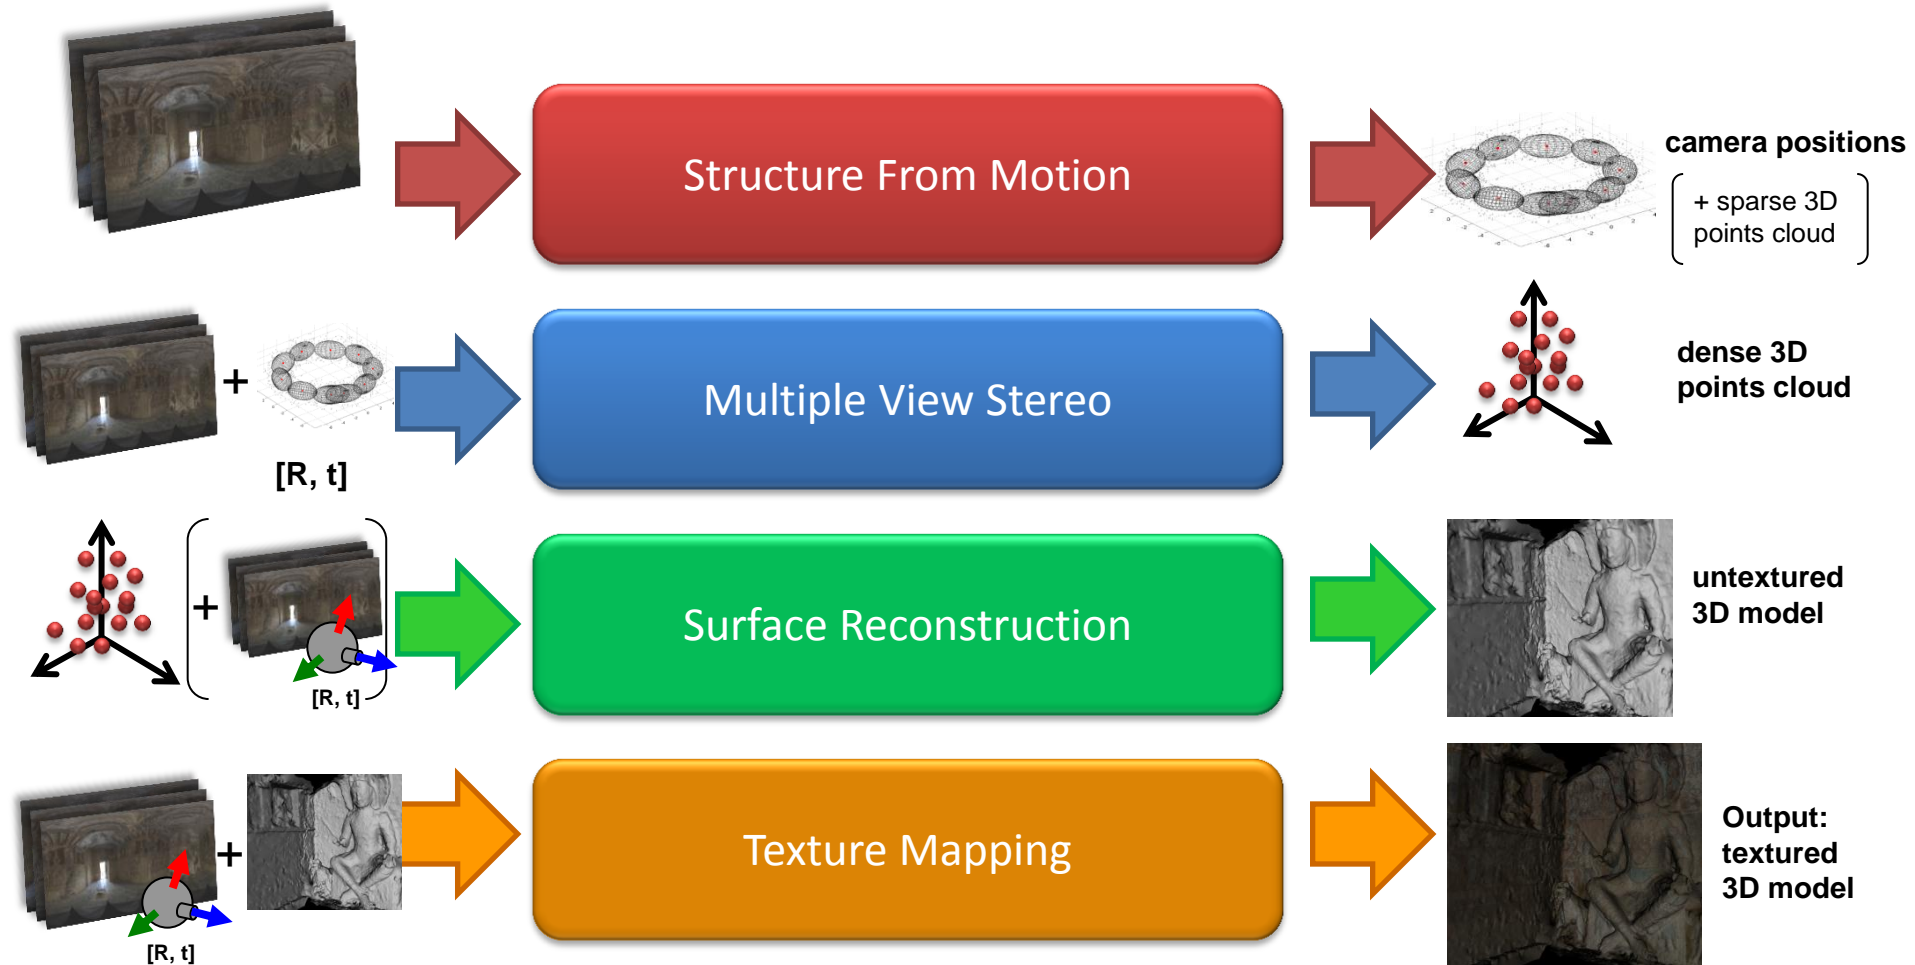 Structure From Motion
camera positions
+ sparse 3D
points cloud
+
[R, t]
Multiple View Stereo
dense 3D
points cloud
+
[R, t]
Surface Reconstruction
untextured
3D model
+
[R, t]
Texture Mapping
Output:
textured
3D model